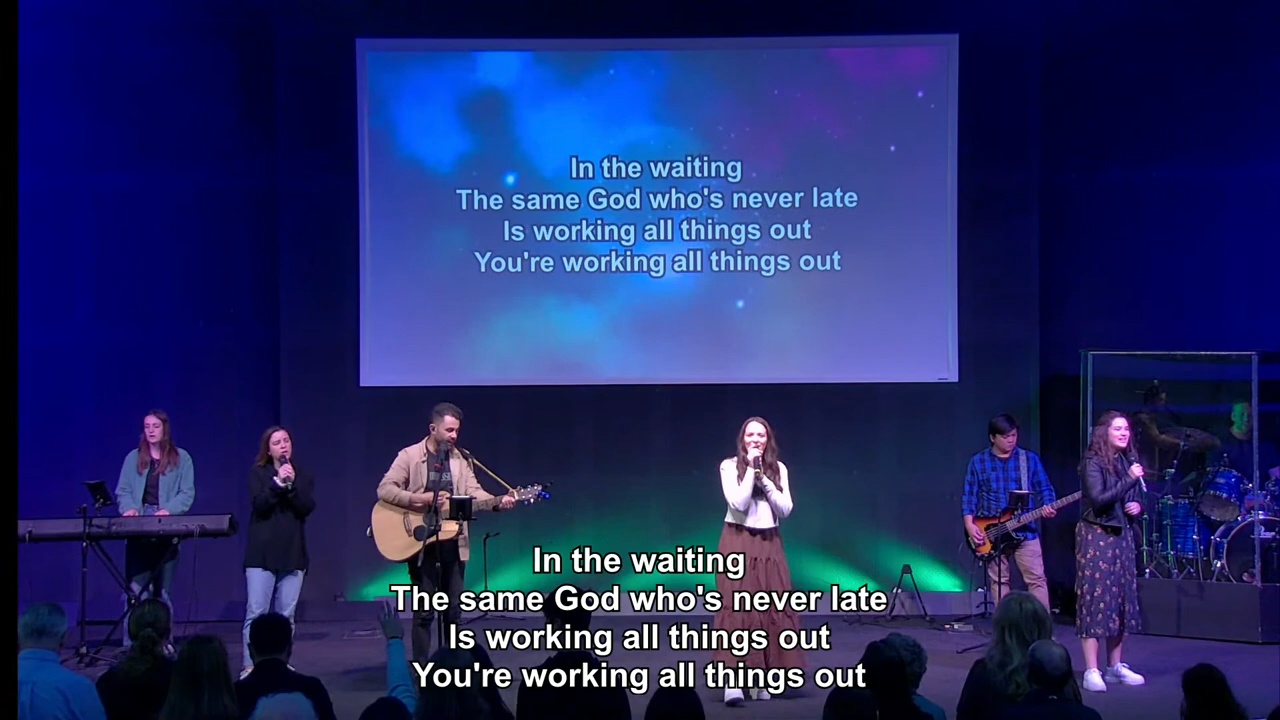 In the waiting
The same God who's never late
Is working all things out
You're working all things out
In the waiting
The same God who's never late
Is working all things out
You're working all things out